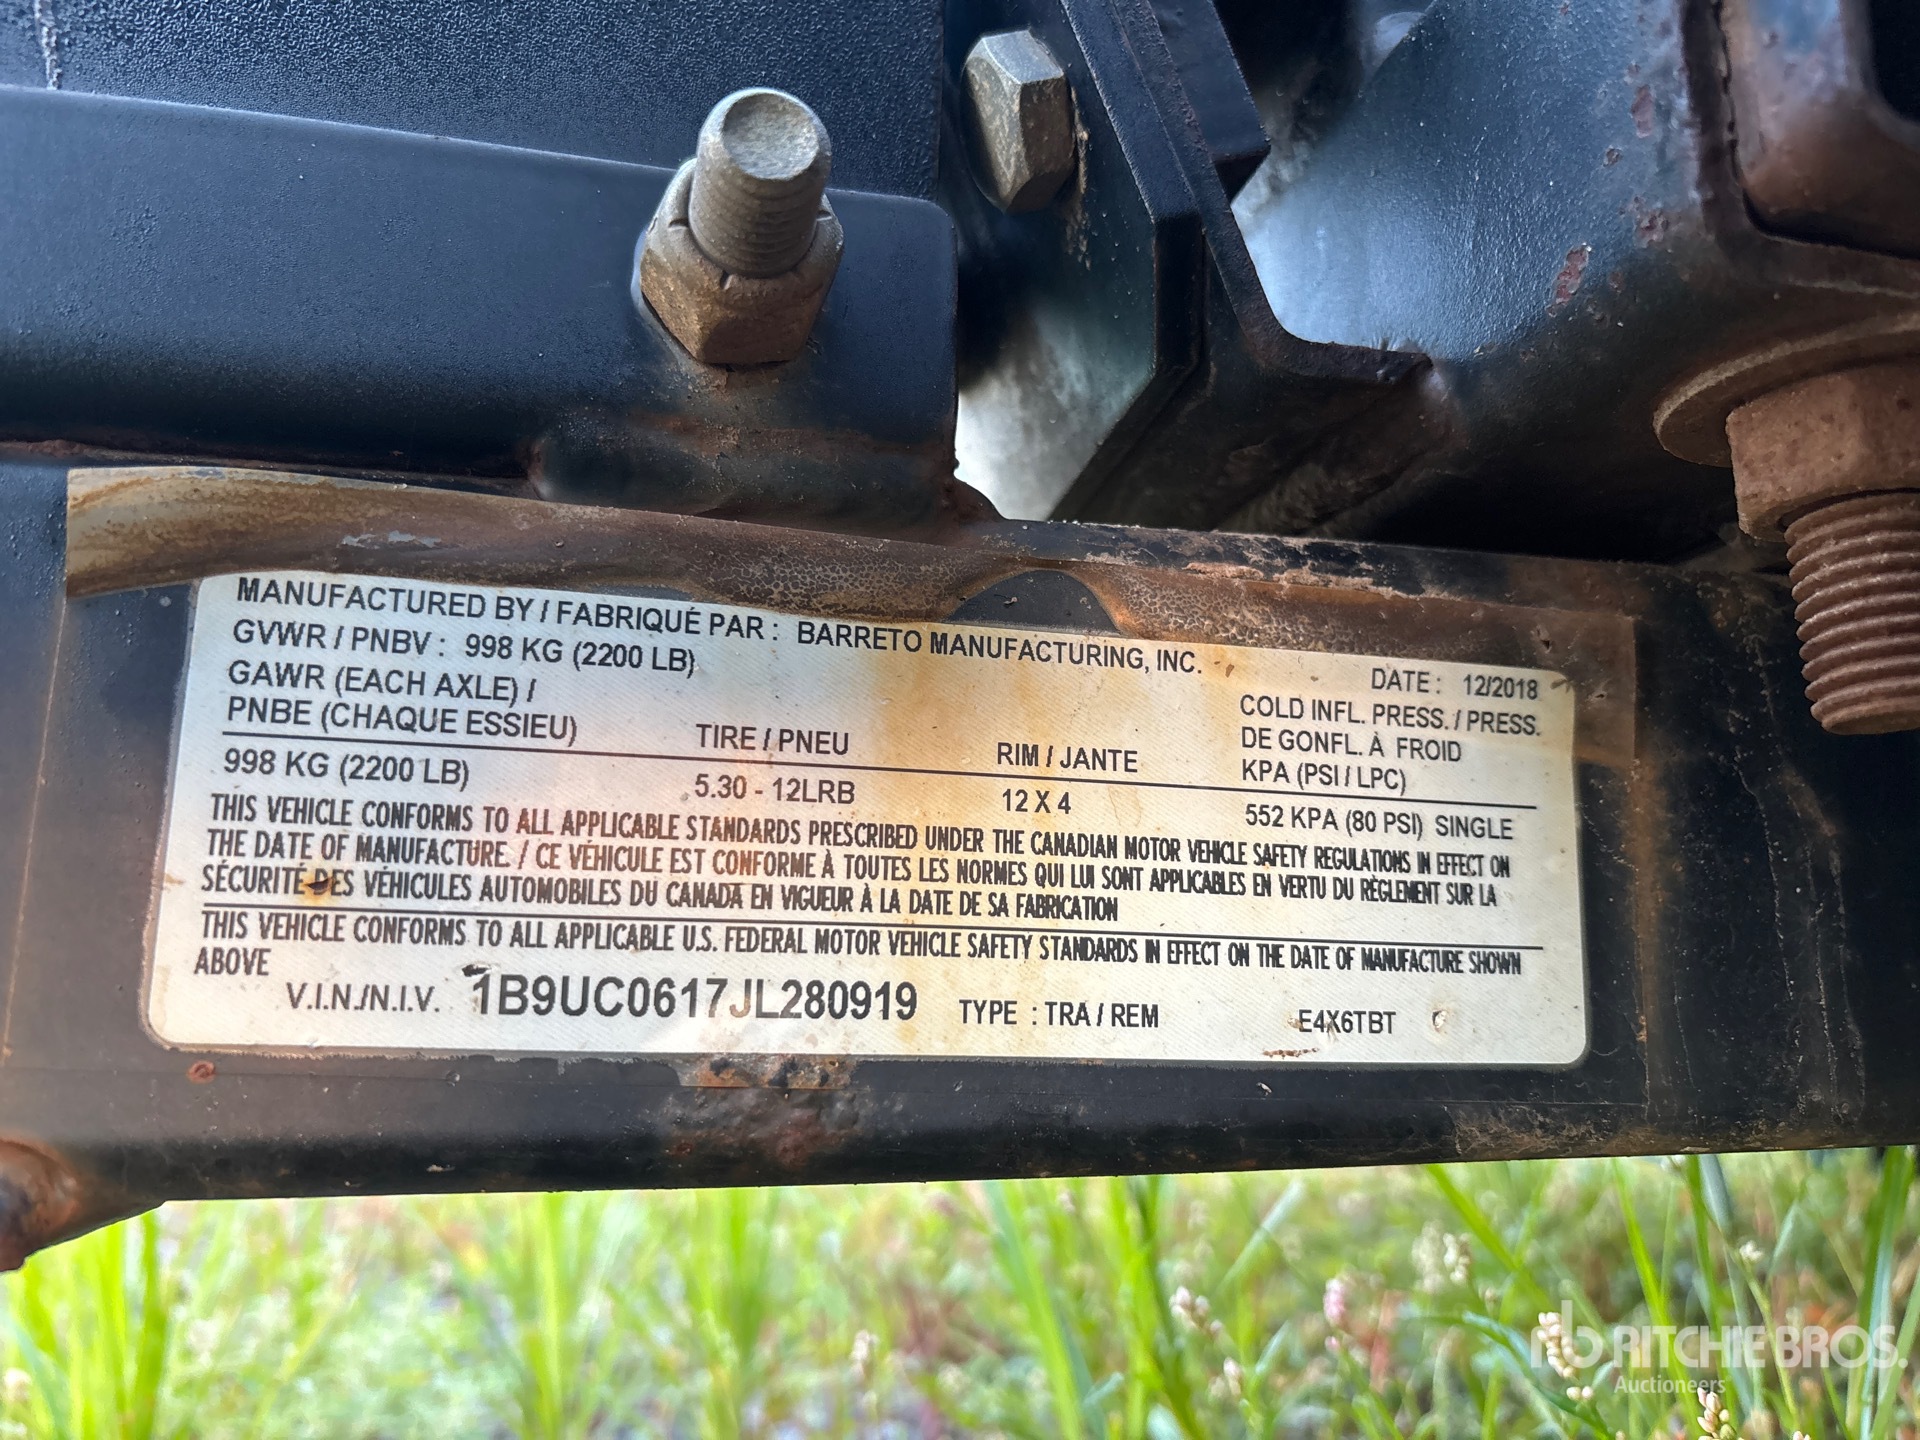 MANUFACTURED BY / FABRIQUÉ PAR : BARRETO MANUFACTURING, INC.
GVWR / PNBV : 998 KG (2200 LB)
DATE : 12/2018
GAWR (EACH AXLE) /
PNBE (CHAQUE ESSIEU)
TIRE / PNEU
RIM / JANTE
COLD INFL. PRESS. / PRESS.
DE GONFL. À FROID
KPA (PSI / LPC)
998 KG (2200 LB)
5.30 - 12LRB
12 X 4
552 KPA (80 PSI) SINGLE
THIS VEHICLE CONFORMS TO ALL APPLICABLE STANDARDS PRESCRIBED UNDER THE CANADIAN MOTOR VEHICLE SAFETY REGULATIONS IN EFFECT ON
THE DATE OF MANUFACTURE. / CE VÉHICULE EST CONFORME À TOUTES LES NORMES QUI LUI SONT APPLICABLES EN VERTU DU RÈGLEMENT SUR LA
SÉCURITÉ DES VÉHICULES AUTOMOBILES DU CANADA EN VIGUEUR À LA DATE DE SA FABRICATION
THIS VEHICLE CONFORMS TO ALL APPLICABLE U.S. FEDERAL MOTOR VEHICLE SAFETY STANDARDS IN EFFECT ON THE DATE OF MANUFACTURE SHOWN
ABOVE
V.I.N./N.I.V. 1B9UC0617JL280919 TYPE : TRA / REM E4X6TBT
rb RITCHIE BROS.
Auctioneers